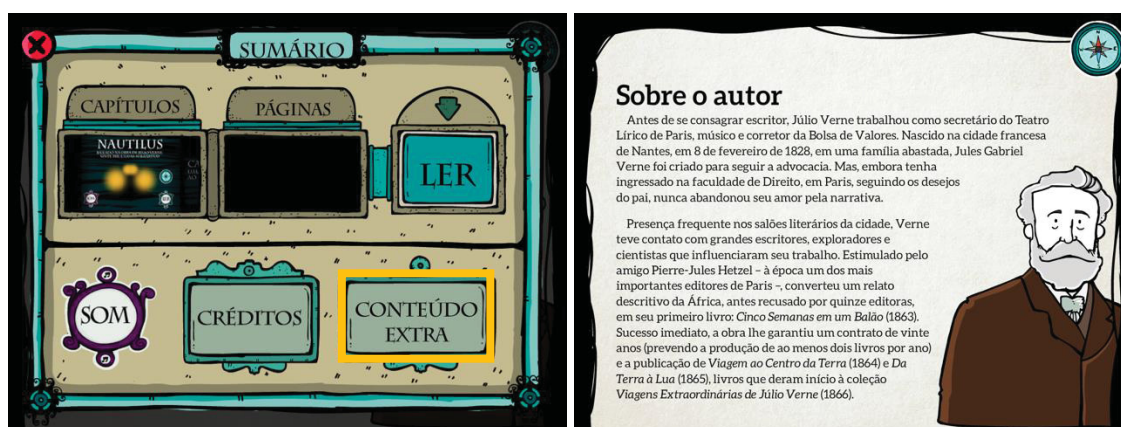 SUMÁRIO
CAPÍTULOS
PÁGINAS
NAUTILUS
LER
SOM
CRÉDITOS
CONTEÚDO
EXTRA
N
Sobre o autor
Antes de se consagrar escritor, Júlio Verne trabalhou como secretário do Teatro
Lírico de Paris, músico e corretor da Bolsa de Valores. Nascido na cidade francesa
de Nantes, em 8 de fevereiro de 1828, em uma família abastada, Jules Gabriel
Verne foi criado para seguir a advocacia. Mas, embora tenha
ingressado na faculdade de Direito, em Paris, seguindo os desejos
do pai, nunca abandonou seu amor pela narrativa.
Presença frequente nos salões literários da cidade, Verne
teve contato com grandes escritores, exploradores e
cientistas que influenciaram seu trabalho. Estimulado pelo
amigo Pierre-Jules Hetzel – à época um dos mais
importantes editores de Paris –, converteu um relato
descritivo da África, antes recusado por quinze editoras,
em seu primeiro livro: Cinco Semanas em um Balão (1863).
Sucesso imediato, a obra lhe garantiu um contrato de vinte
anos (prevendo a produção de ao menos dois livros por ano)
e a publicação de Viagem ao Centro da Terra (1864) e Da
Terra à Lua (1865), livros que deram início à coleção
Viagens Extraordinárias de Júlio Verne (1866).